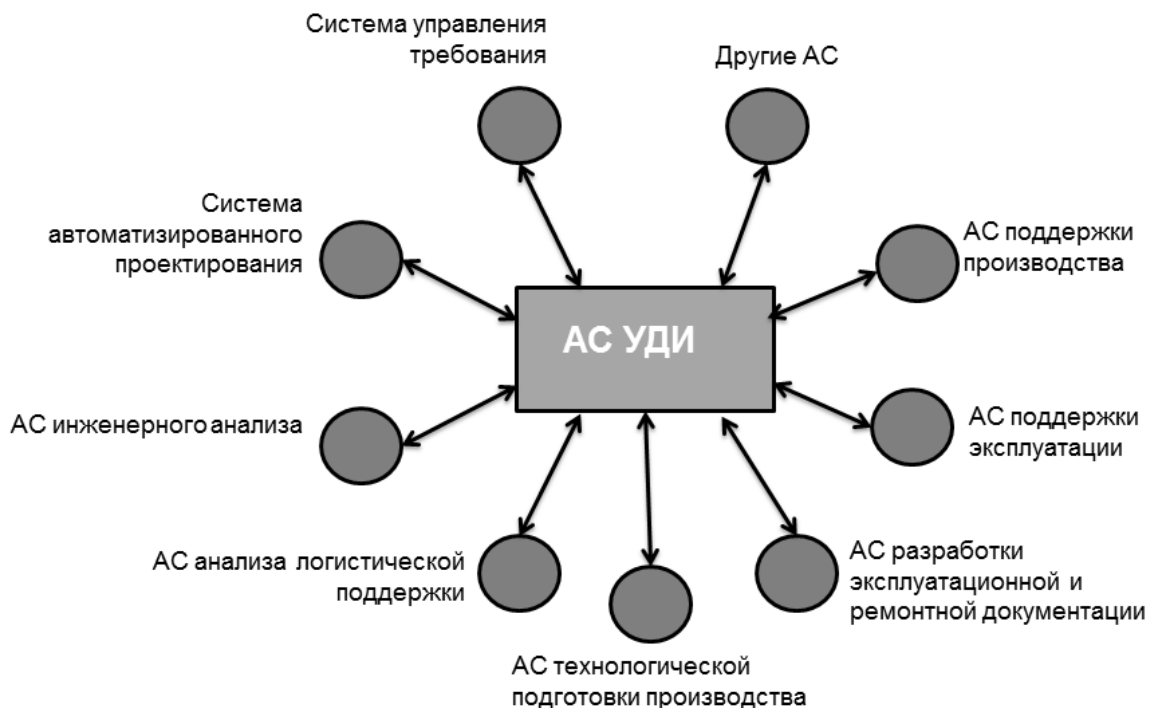 Система управления
требования
Другие АС
Система
автоматизированного
проектирования
АС поддержки
производства
АС УДИ
АС инженерного анализа
АС поддержки
эксплуатации
АС анализа логистической
поддержки
АС разработки
эксплуатационной и
ремонтной документации
АС технологической
подготовки производства